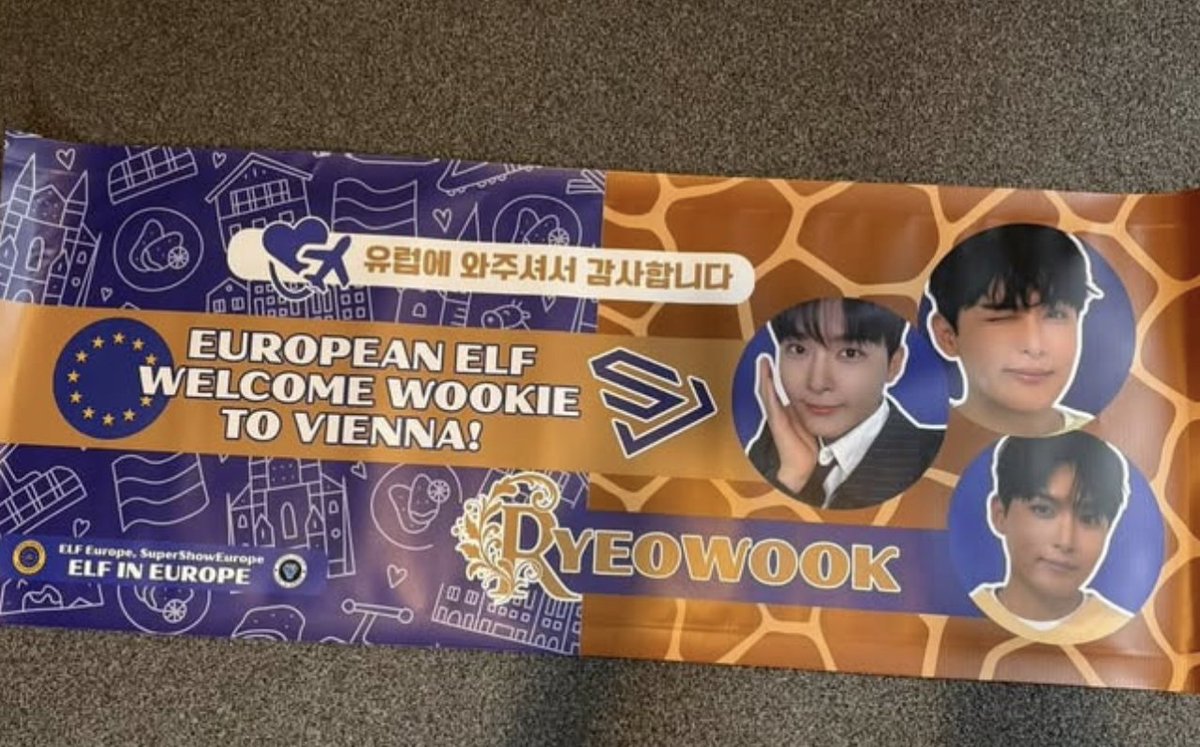 유럽에 와주셔서 감사합니다
EUROPEAN ELF
WELCOME WOOKIE
TO VIENNA!
SJ
RYEOWOOK
ELF Europe, SuperShowEurope
ELF IN EUROPE